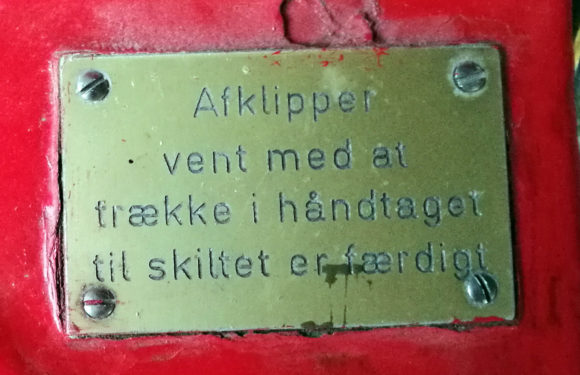 Afklipper
vent med at
trække i håndtaget
til skiltet er færdigt